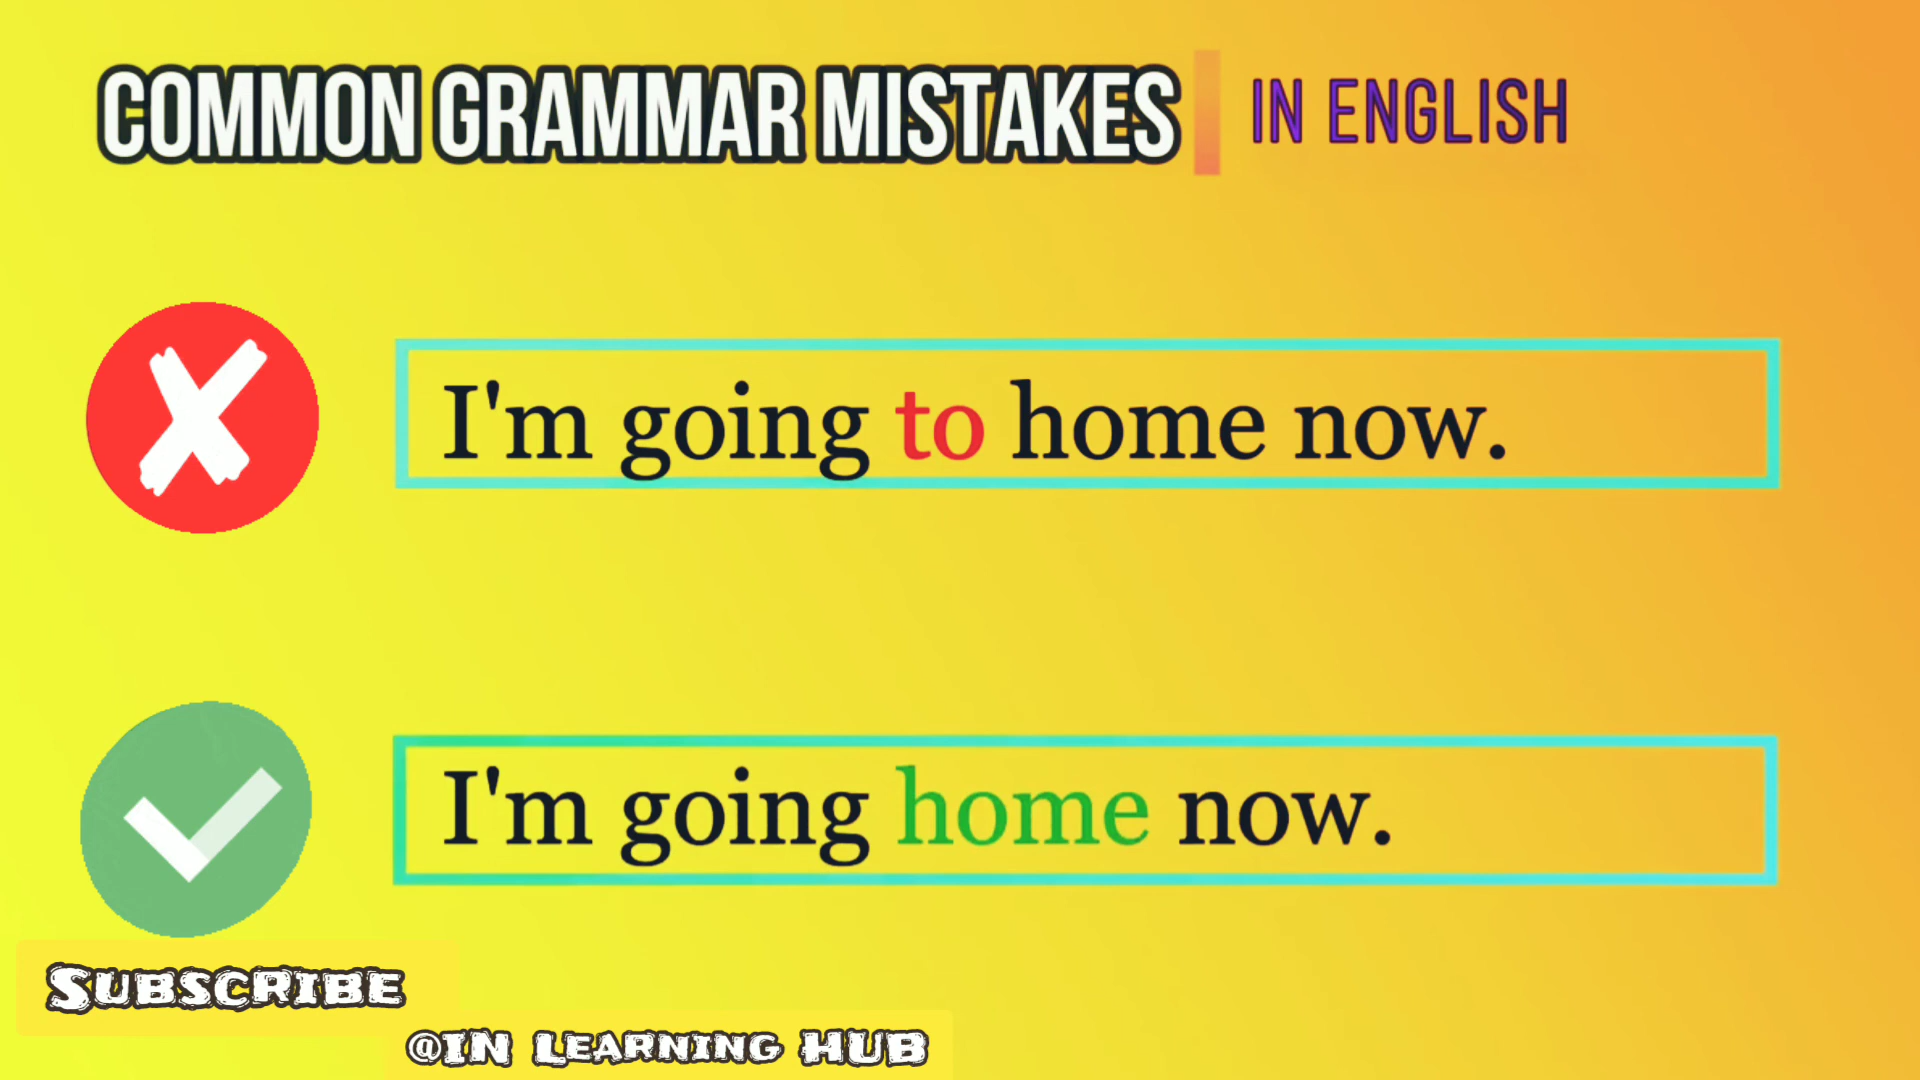 COMMON GRAMMAR MISTAKES IN ENGLISH
I'm going to home now.
I'm going home now.
SUBSCRIBE
@IN LEARNING HUB